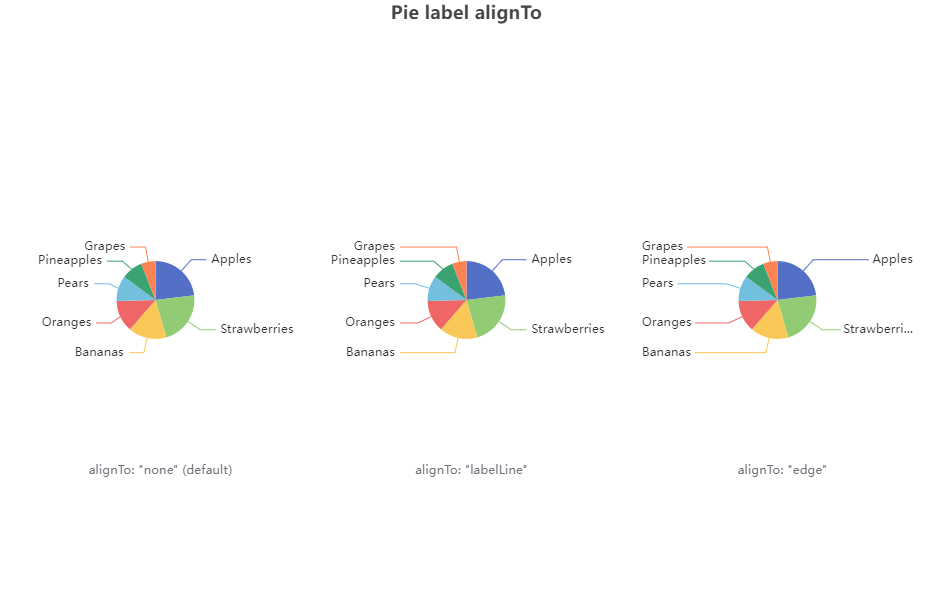 Pie label alignTo
Grapes
Pineapples
Apples
Pears
Oranges
Strawberries
Bananas
alignTo: "none" (default)
Grapes
Pineapples
Apples
Pears
Oranges
Strawberries
Bananas
alignTo: "labelLine"
Grapes
Pineapples
Apples
Pears
Oranges
Strawberri...
Bananas
alignTo: "edge"